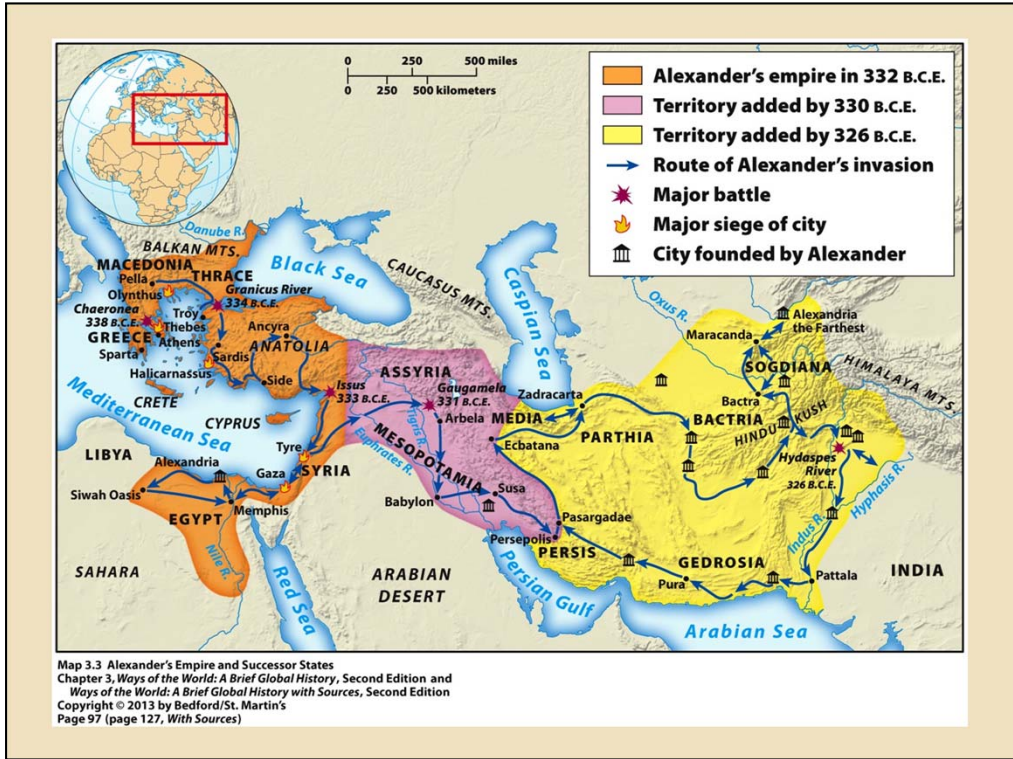 0 250 500 miles
0 250 500 kilometers
Alexander's empire in 332 B.C.E.
Territory added by 330 B.C.E.
Territory added by 326 B.C.E.
Route of Alexander's invasion
Major battle
Major siege of city
City founded by Alexander
Danube R.
BALKAN MTS.
MACEDONIA
THRACE
Pella
Olynthus
Granicus River
334 B.C.E.
Chaeronea
338 B.C.E.
Troy
Thebes
GREECE
Athens
Sparta
Sardis
Halicarnassus
Ancyra
ANATOLIA
Side
Black Sea
CAUCASUS MTS.
Caspian Sea
Oxus R.
Alexandria
the Farthest
Maracanda
SOGDIANA
HIMALAYA MTS.
Bactra
BACTRIA
HINDU KUSH
Hydaspes
River
326 B.C.E.
Hyphasis R.
Indus R.
Issus
333 B.C.E.
ASSYRIA
Gaugamela
331 B.C.E.
Arbela
Tigris R.
MEDIA
Zadracarta
Ecbatana
PARTHIA
CRETE
CYPRUS
Mediterranean Sea
Tyre
SYRIA
Gaza
MESOPOTAMIA
Euphrates R.
Babylon
Susa
Pasargadae
Persepolis
PERSIS
LIBYA
Alexandria
Siwah Oasis
Memphis
EGYPT
Nile R.
SAHARA
Red Sea
ARABIAN
DESERT
Persian Gulf
GEDROSIA
Pura
Pattala
INDIA
Arabian Sea
Map 3.3 Alexander's Empire and Successor States
Chapter 3, Ways of the World: A Brief Global History, Second Edition and
Ways of the World: A Brief Global History with Sources, Second Edition
Copyright © 2013 by Bedford/St. Martin's
Page 97 (page 127, With Sources)